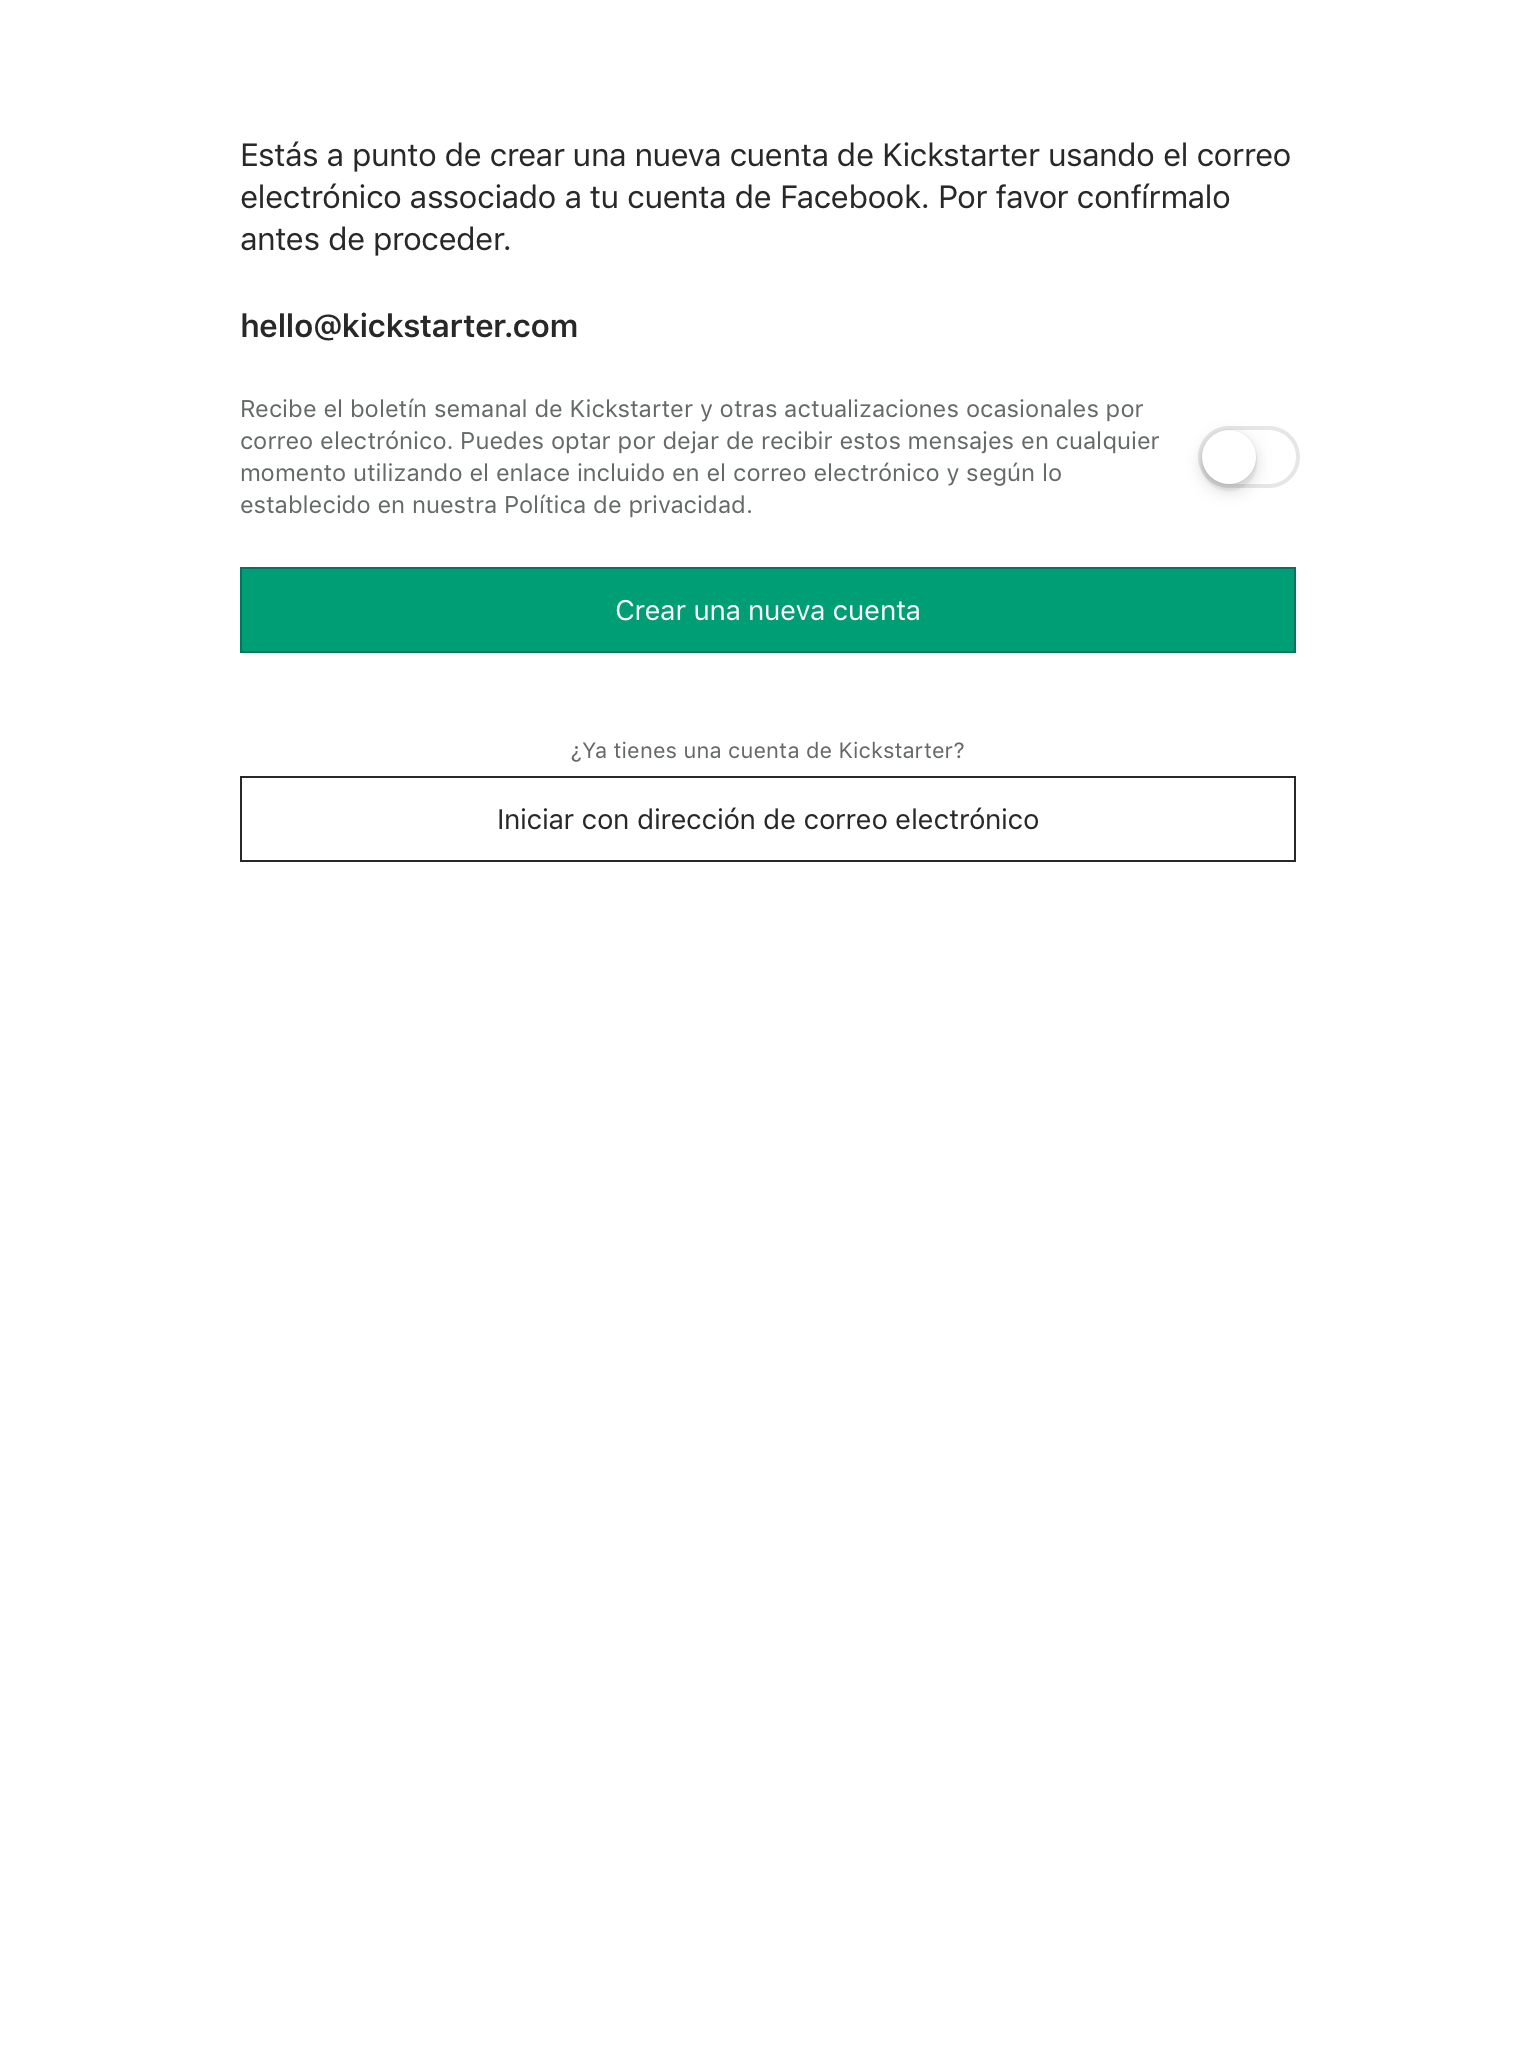 Estás a punto de crear una nueva cuenta de Kickstarter usando el correo
electrónico associado a tu cuenta de Facebook. Por favor confírmalo
antes de proceder.
hello@kickstarter.com
Recibe el boletín semanal de Kickstarter y otras actualizaciones ocasionales por
correo electrónico. Puedes optar por dejar de recibir estos mensajes en cualquier
momento utilizando el enlace incluido en el correo electrónico y según lo
establecido en nuestra Política de privacidad.
Crear una nueva cuenta
¿Ya tienes una cuenta de Kickstarter?
Iniciar con dirección de correo electrónico